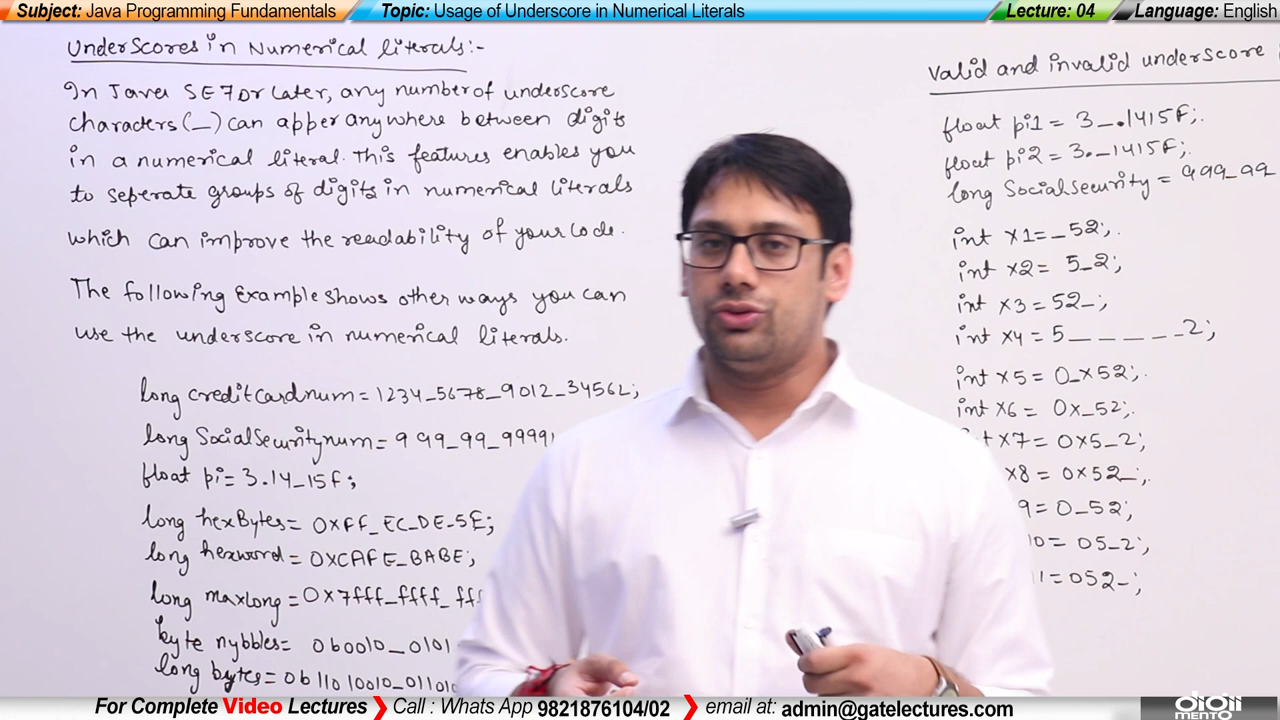 Subject: Java Programming Fundamentals
Topic: Usage of Underscore in Numerical Literals
Lecture: 04
Language: English
UnderScores in Numerical literals:-
In Java SE7 or Later, any number of underscore
characters (_) can apper anywhere between digits
in a numerical literal. This features enables you
to seperate groups of digits in numerical literals
which can improve the readability of your code.
The following Example shows other ways you can
use the underscore in numerical literals.
long creditcardnum = 1234_5678_9012_3456L;
long SocialSecuritynum = 999_99_9999
float pi = 3.14_15F;
long hexBytes = 0XFF_EC_DE_5E;
long hexword = 0XCAFE_BABE;
long maxlong = 0x7fff_ffff_fff
byte nybbles = 0b0010_0101
long bytes = 0b11010010_011010
Valid and invalid underscore
float pi1 = 3_.1415F;
float pi2 = 3._1415F;
long SocialSecurity = 999_99
int x1 = _52;
int x2 = 5_2;
int x3 = 52_;
int x4 = 5_____2;
int x5 = 0_x52;
int x6 = 0x_52;
t x7 = 0x5_2;
x8 = 0x52_;
9 = 0_52;
10 = 05_2;
11 = 052_;
For Complete Video Lectures
Call : Whats App 9821876104/02
email at: admin@gatelectures.com
digii
MENTO